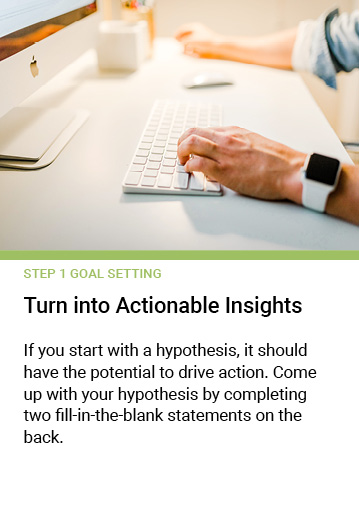 STEP 1 GOAL SETTING
Turn into Actionable Insights
If you start with a hypothesis, it should
have the potential to drive action. Come
up with your hypothesis by completing
two fill-in-the-blank statements on the
back.